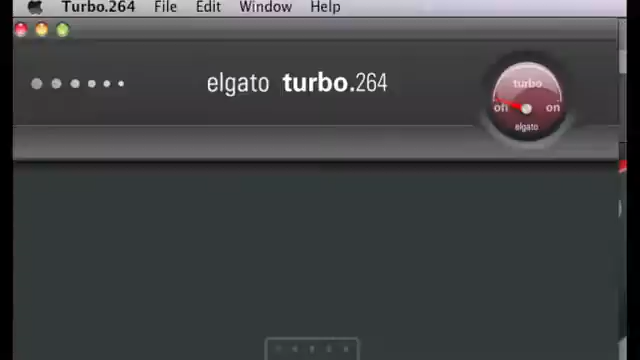 Turbo.264 File Edit Window Help
elgato turbo.264
turbo
off on
elgato